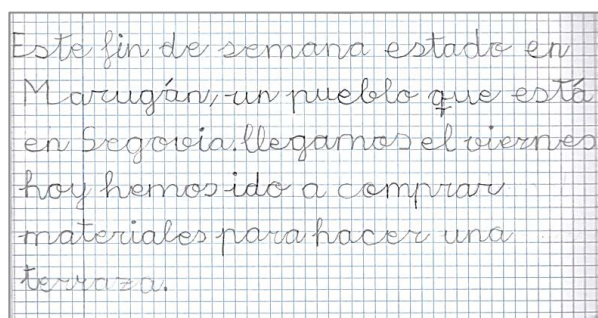 Este fin de semana estado en
Marugán, un pueblo que está
en Segovia.llegamos el viernes
hoy hemos ido a comprar
materiales para hacer una
terraza.